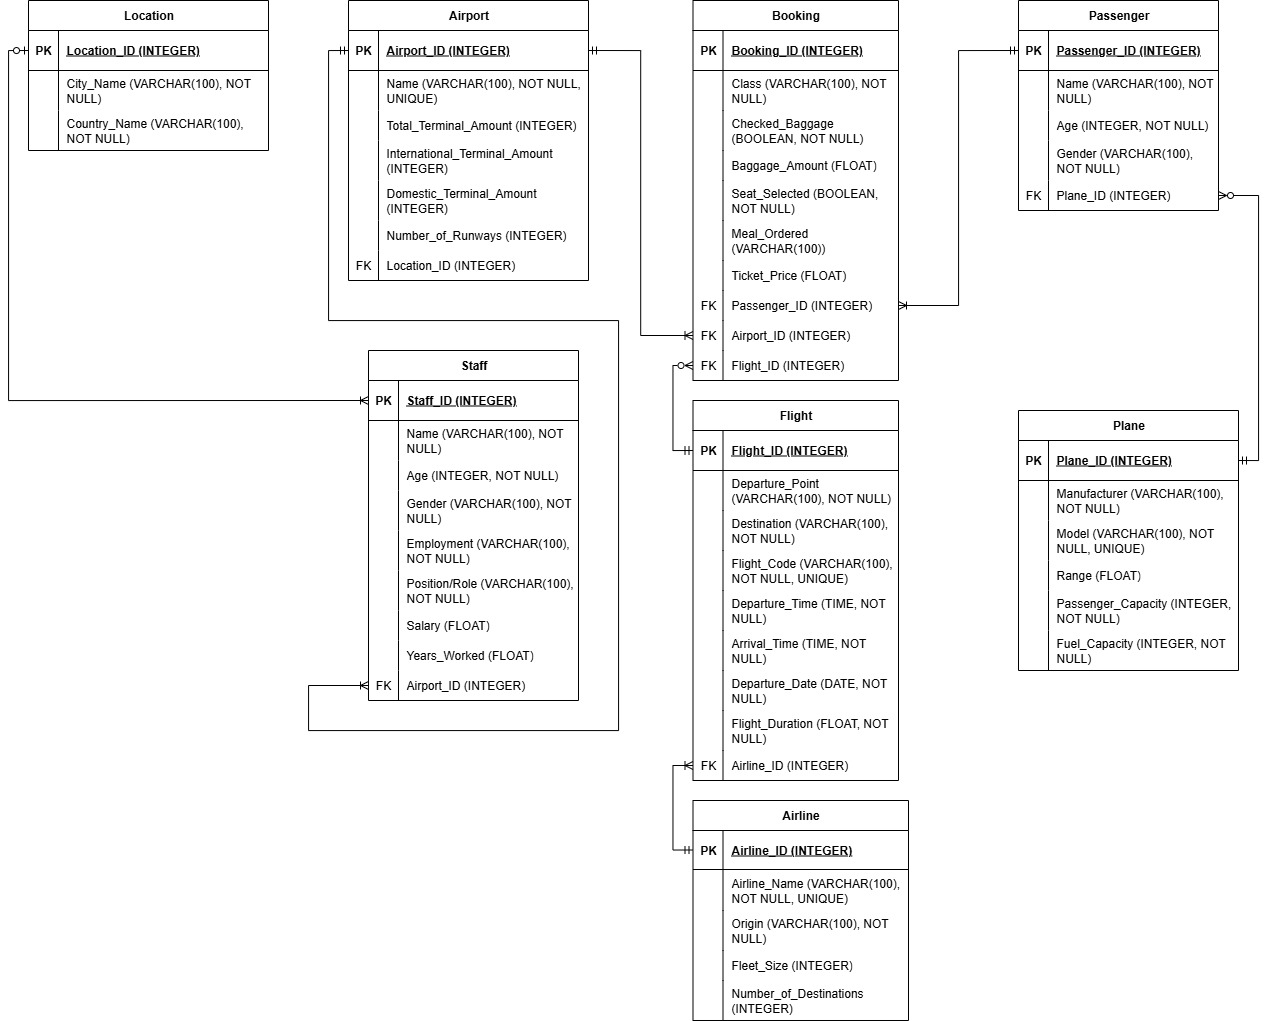 Location
PK Location_ID (INTEGER)
City_Name (VARCHAR(100), NOT
NULL)
Country_Name (VARCHAR(100),
NOT NULL)
Airport
PK Airport_ID (INTEGER)
Name (VARCHAR(100), NOT NULL,
UNIQUE)
Total_Terminal_Amount (INTEGER)
International_Terminal_Amount
(INTEGER)
Domestic_Terminal_Amount
(INTEGER)
Number_of_Runways (INTEGER)
FK Location_ID (INTEGER)
Booking
PK Booking_ID (INTEGER)
Class (VARCHAR(100), NOT
NULL)
Checked_Baggage
(BOOLEAN, NOT NULL)
Baggage_Amount (FLOAT)
Seat_Selected (BOOLEAN,
NOT NULL)
Meal_Ordered
(VARCHAR(100))
Ticket_Price (FLOAT)
FK Passenger_ID (INTEGER)
FK Airport_ID (INTEGER)
FK Flight_ID (INTEGER)
Passenger
PK Passenger_ID (INTEGER)
Name (VARCHAR(100), NOT
NULL)
Age (INTEGER, NOT NULL)
Gender (VARCHAR(100),
NOT NULL)
FK Plane_ID (INTEGER)
Staff
PK Staff_ID (INTEGER)
Name (VARCHAR(100), NOT
NULL)
Age (INTEGER, NOT NULL)
Gender (VARCHAR(100), NOT
NULL)
Employment (VARCHAR(100),
NOT NULL)
Position/Role (VARCHAR(100),
NOT NULL)
Salary (FLOAT)
Years_Worked (FLOAT)
FK Airport_ID (INTEGER)
Flight
PK Flight_ID (INTEGER)
Departure_Point
(VARCHAR(100), NOT NULL)
Destination (VARCHAR(100),
NOT NULL)
Flight_Code (VARCHAR(100),
NOT NULL, UNIQUE)
Departure_Time (TIME, NOT
NULL)
Arrival_Time (TIME, NOT
NULL)
Departure_Date (DATE, NOT
NULL)
Flight_Duration (FLOAT, NOT
NULL)
FK Airline_ID (INTEGER)
Plane
PK Plane_ID (INTEGER)
Manufacturer (VARCHAR(100),
NOT NULL)
Model (VARCHAR(100), NOT
NULL, UNIQUE)
Range (FLOAT)
Passenger_Capacity (INTEGER,
NOT NULL)
Fuel_Capacity (INTEGER, NOT
NULL)
Airline
PK Airline_ID (INTEGER)
Airline_Name (VARCHAR(100),
NOT NULL, UNIQUE)
Origin (VARCHAR(100), NOT
NULL)
Fleet_Size (INTEGER)
Number_of_Destinations
(INTEGER)